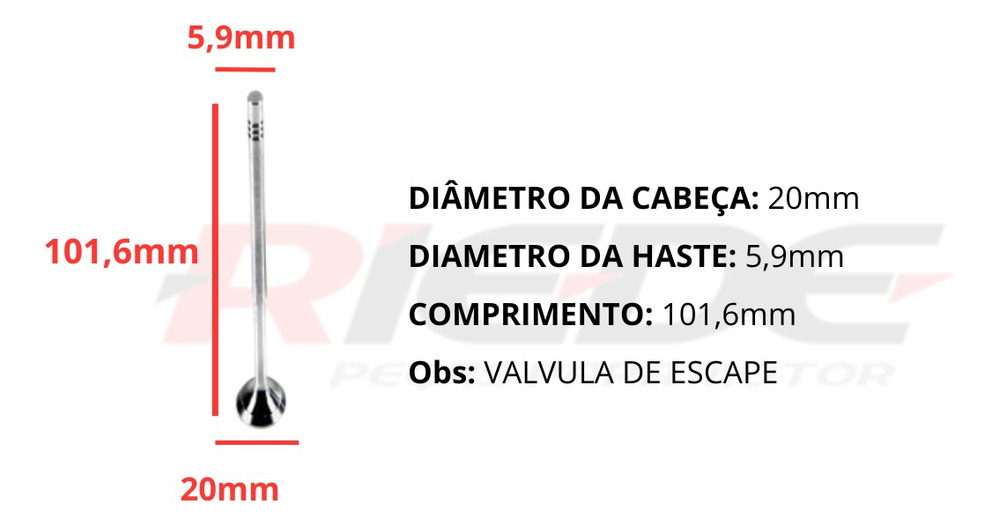 5,9mm
101,6mm
20mm
DIÂMETRO DA CABEÇA: 20mm
DIAMETRO DA HASTE: 5,9mm
COMPRIMENTO: 101,6mm
Obs: VALVULA DE ESCAPE
RIEDE